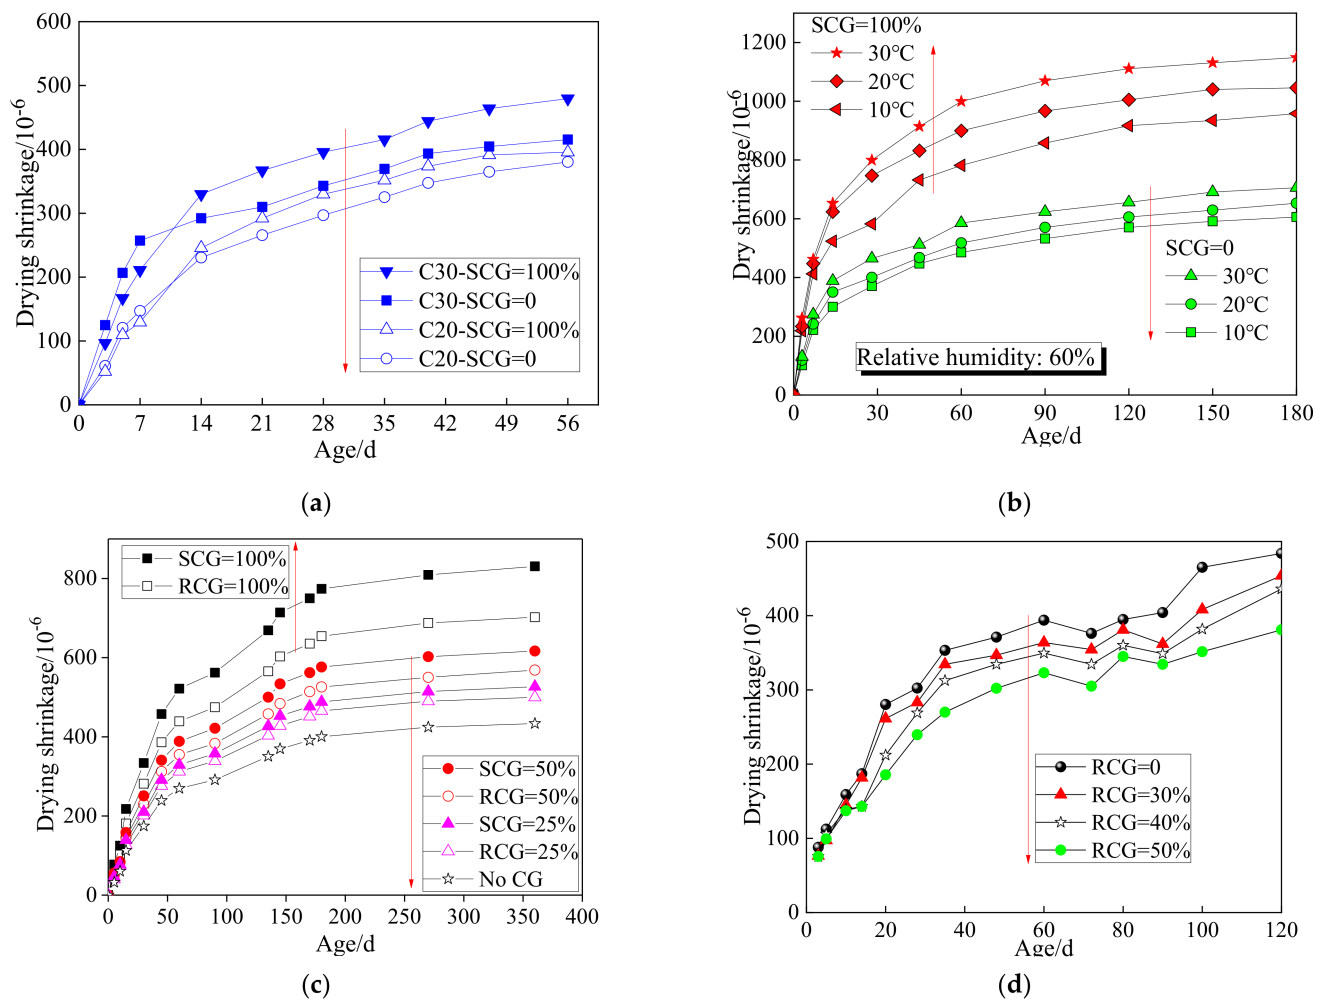 600
500
400
300
200
100
0
Drying shrinkage/10-6
C30-SCG=100%
C30-SCG=0
C20-SCG=100%
C20-SCG=0
0 7 14 21 28 35 42 49 56
Age/d
(a)
1200
1000
800
600
400
200
0
Dry shrinkage/10-6
SCG=100%
30℃
20℃
10℃
SCG=0
30℃
20℃
10℃
Relative humidity: 60%
0 30 60 90 120 150 180
Age/d
(b)
800
600
400
200
0
Drying shrinkage/10-6
SCG=100%
RCG=100%
SCG=50%
RCG=50%
SCG=25%
RCG=25%
No CG
0 50 100 150 200 250 300 350 400
Age/d
(c)
500
400
300
200
100
0
Drying shrinkage/10-6
RCG=0
RCG=30%
RCG=40%
RCG=50%
0 20 40 60 80 100 120
Age/d
(d)